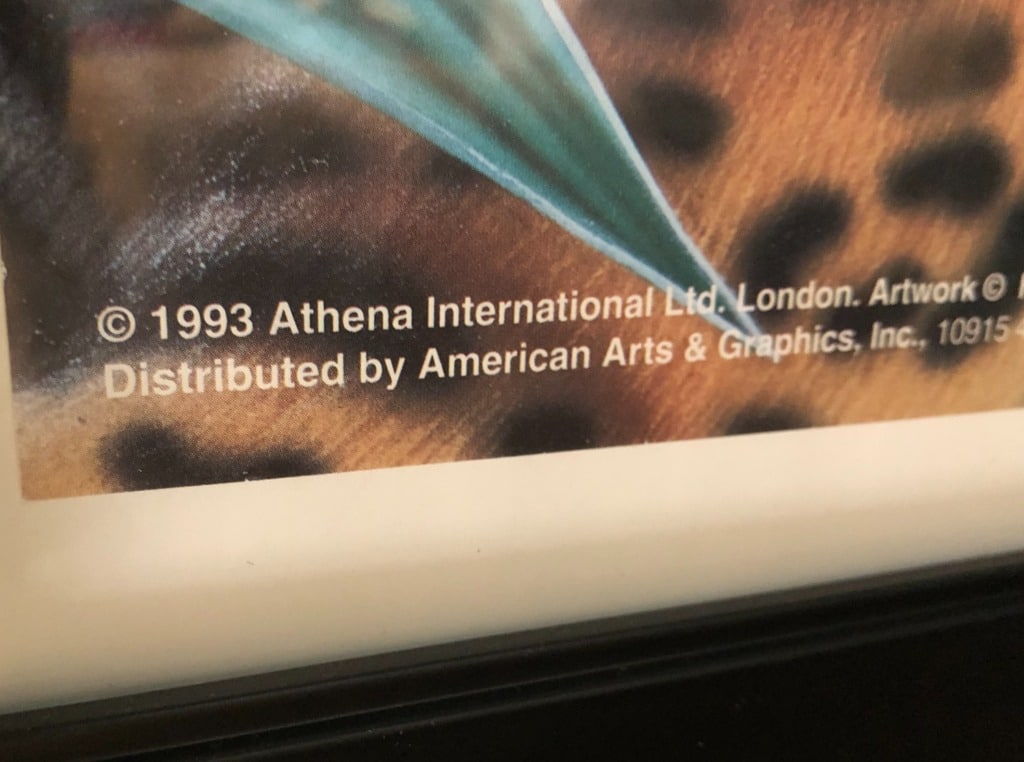 © 1993 Athena International Ltd. London. Artwork ©
Distributed by American Arts & Graphics, Inc., 10915